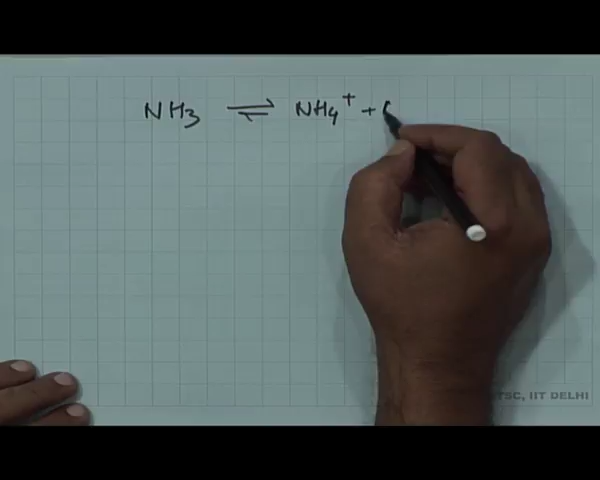 NH3 ⇌ NH4+ +
TSC, IIT DELHI